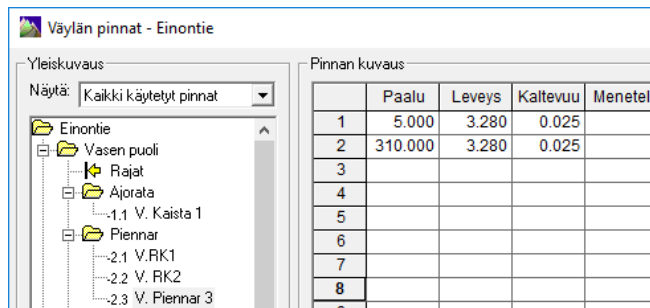 Väylän pinnat - Einontie
Yleiskuvaus
Näytä: Kaikki käytetyt pinnat
Einontie
Vasen puoli
Rajat
Ajorata
-1.1 V. Kaista 1
Piennar
-2.1 V.RK1
-2.2 V. RK2
-2.3 V. Piennar 3
Pinnan kuvaus
Paalu Leveys Kaltevuu Menetel
1 5.000 3.280 0.025
2 310.000 3.280 0.025
3
4
5
6
7
8